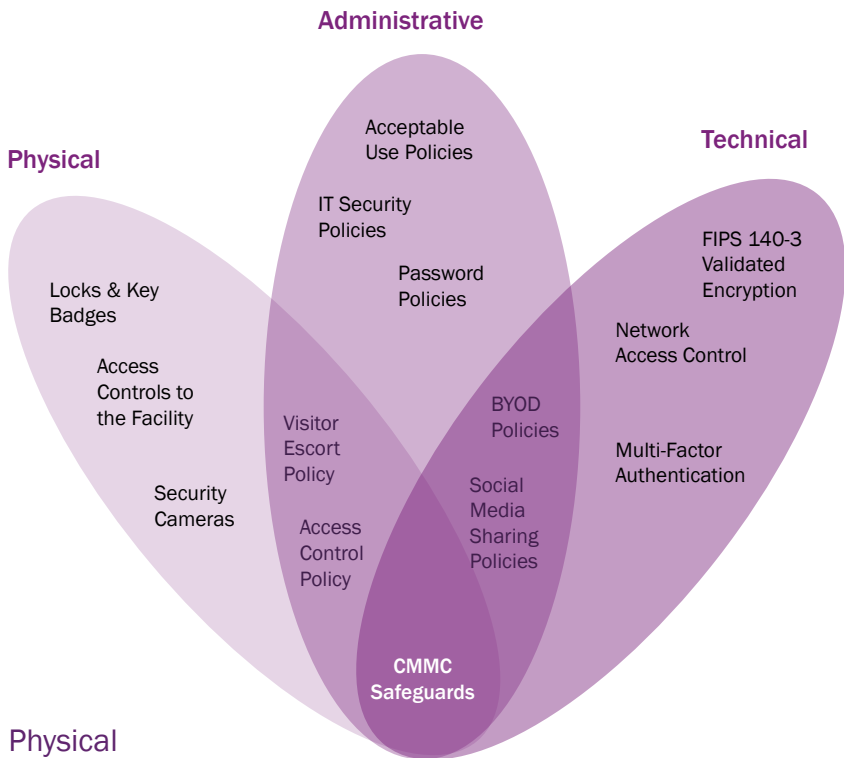 Administrative
Physical
Technical
Acceptable
Use Policies
IT Security
Policies
Password
Policies
FIPS 140-3
Validated
Encryption
Locks & Key
Badges
Network
Access Control
Access
Controls to
the Facility
BYOD
Policies
Visitor
Escort
Policy
Multi-Factor
Authentication
Security
Cameras
Social
Media
Sharing
Policies
Access
Control
Policy
CMMC
Safeguards
Physical